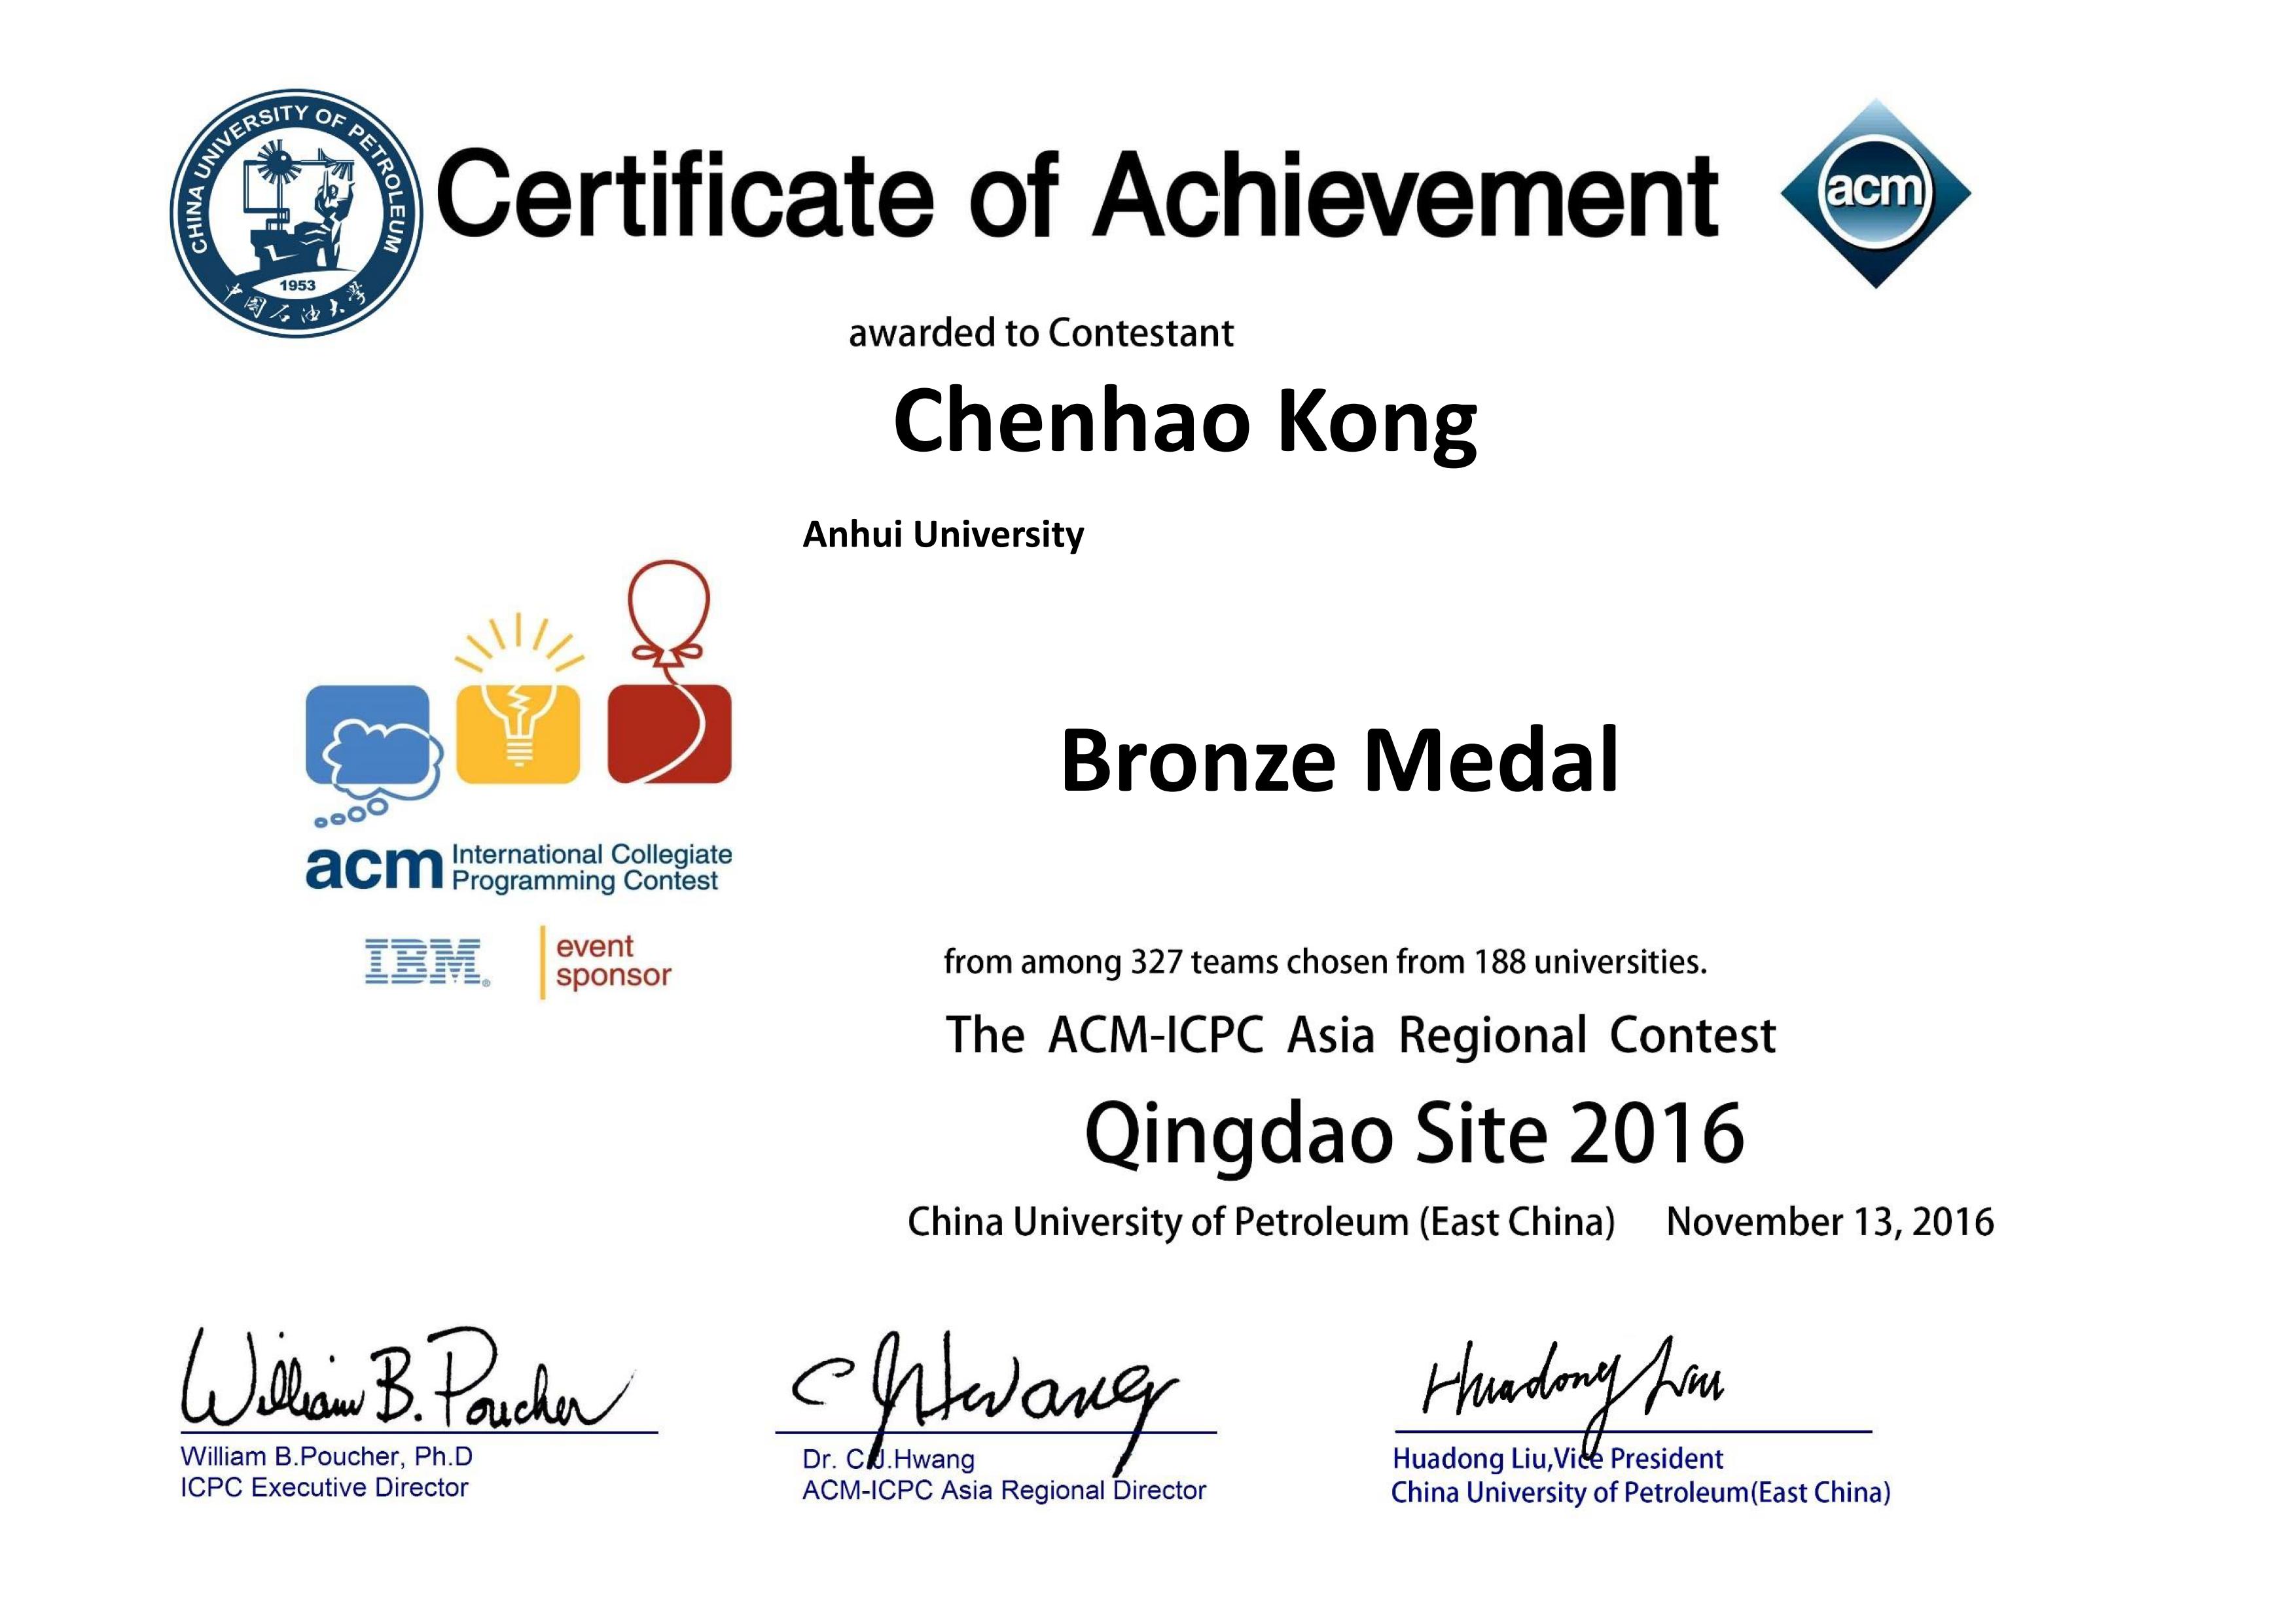 CHINA UNIVERSITY OF PETROLEUM
1953
中国石油大学
Certificate of Achievement
acm
awarded to Contestant
Chenhao Kong
Anhui University
Bronze Medal
acm International Collegiate
Programming Contest
IBM®
event
sponsor
from among 327 teams chosen from 188 universities.
The ACM-ICPC Asia Regional Contest
Qingdao Site 2016
China University of Petroleum (East China) November 13, 2016
William B. Poucher
C J Hwang
Huadong Liu
William B.Poucher, Ph.D
ICPC Executive Director
Dr. C.J.Hwang
ACM-ICPC Asia Regional Director
Huadong Liu,Vice President
China University of Petroleum(East China)